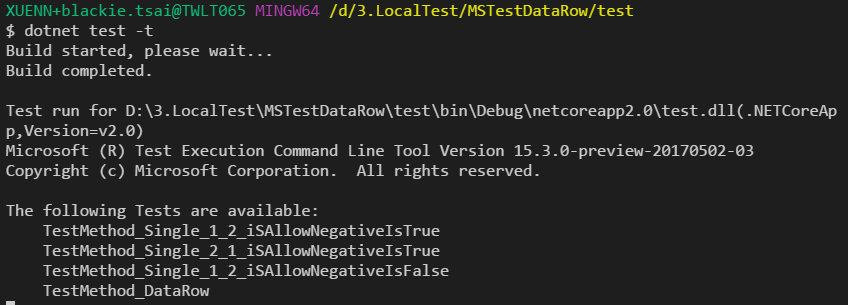 XUENN+blackie.tsai@TWLT065 MINGW64 /d/3.LocalTest/MSTestDataRow/test
$ dotnet test -t
Build started, please wait...
Build completed.

Test run for D:\3.LocalTest\MSTestDataRow\test\bin\Debug\netcoreapp2.0\test.dll(.NETCoreAp
p,Version=v2.0)
Microsoft (R) Test Execution Command Line Tool Version 15.3.0-preview-20170502-03
Copyright (c) Microsoft Corporation.  All rights reserved.

The following Tests are available:
    TestMethod_Single_1_2_iSAllowNegativeIsTrue
    TestMethod_Single_2_1_iSAllowNegativeIsTrue
    TestMethod_Single_1_2_iSAllowNegativeIsFalse
    TestMethod_DataRow